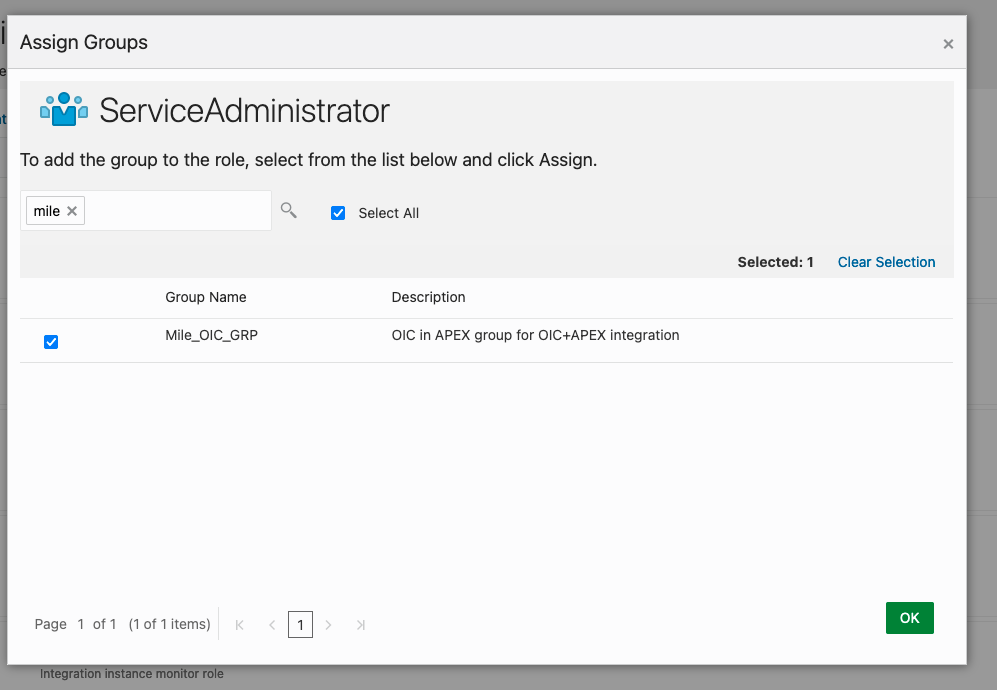 Assign Groups
ServiceAdministrator
To add the group to the role, select from the list below and click Assign.
mile
Select All
Selected: 1 Clear Selection
Group Name Description
Mile_OIC_GRP OIC in APEX group for OIC+APEX integration
Page 1 of 1 (1 of 1 items) 1
OK
Integration instance monitor role